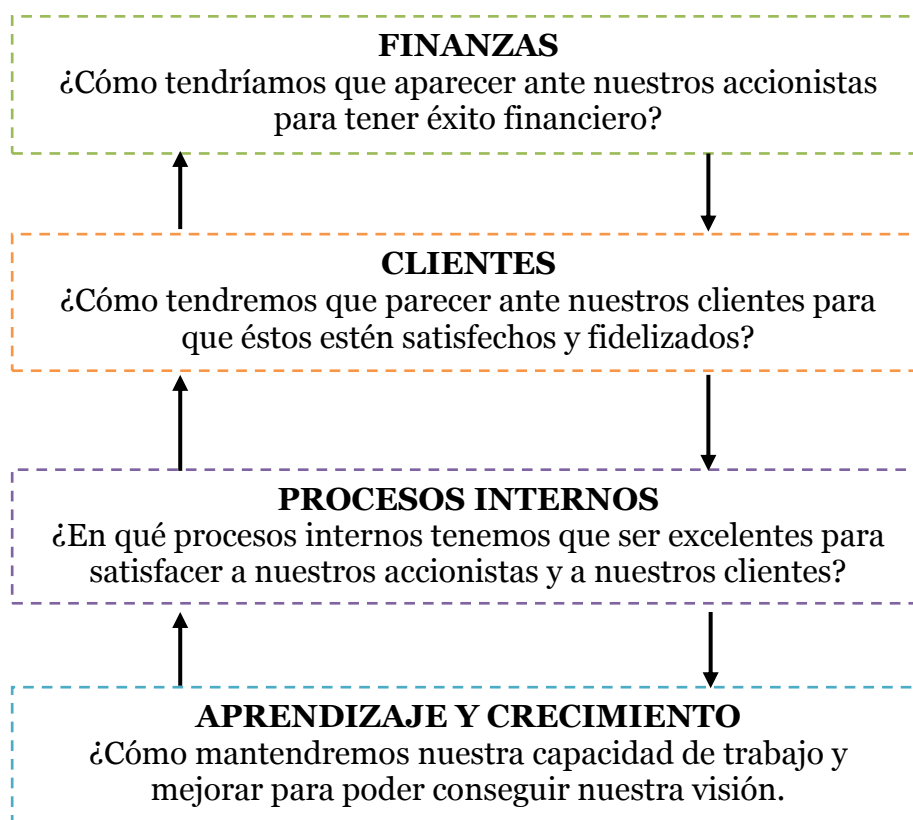 FINANZAS
¿Cómo tendríamos que aparecer ante nuestros accionistas
para tener éxito financiero?
CLIENTES
¿Cómo tendremos que parecer ante nuestros clientes para
que éstos estén satisfechos y fidelizados?
PROCESOS INTERNOS
¿En qué procesos internos tenemos que ser excelentes para
satisfacer a nuestros accionistas y a nuestros clientes?
APRENDIZAJE Y CRECIMIENTO
¿Cómo mantendremos nuestra capacidad de trabajo y
mejorar para poder conseguir nuestra visión.